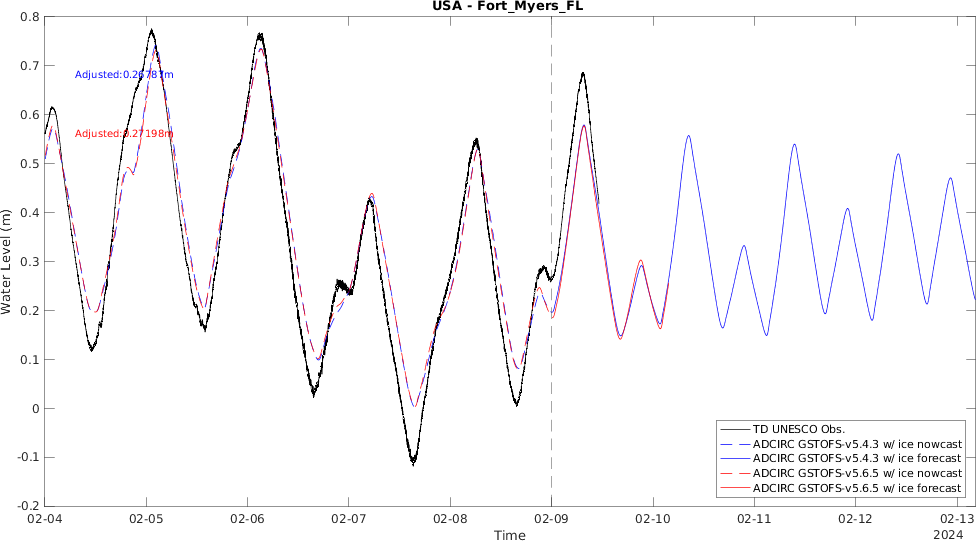 USA - Fort_Myers_FL
0.8
0.7
0.6
0.5
0.4
0.3
0.2
0.1
0
-0.1
-0.2
Water Level (m)
Adjusted:0.26787m
Adjusted:0.27198m
TD UNESCO Obs.
ADCIRC GSTOFS-v5.4.3 w/ ice nowcast
ADCIRC GSTOFS-v5.4.3 w/ ice forecast
ADCIRC GSTOFS-v5.6.5 w/ ice nowcast
ADCIRC GSTOFS-v5.6.5 w/ ice forecast
02-04 02-05 02-06 02-07 02-08 02-09 02-10 02-11 02-12 02-13
Time
2024